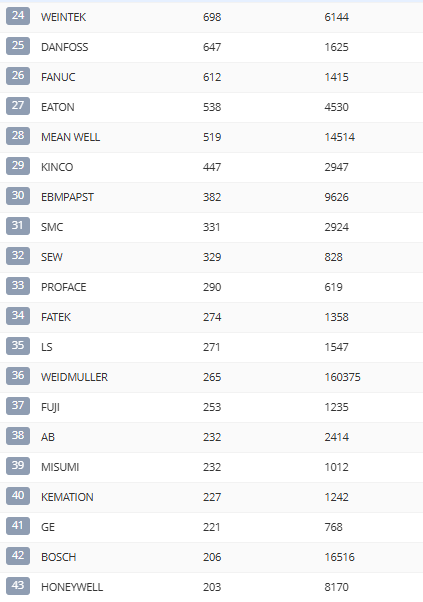 24 WEINTEK 698 6144
25 DANFOSS 647 1625
26 FANUC 612 1415
27 EATON 538 4530
28 MEAN WELL 519 14514
29 KINCO 447 2947
30 EBMPAPST 382 9626
31 SMC 331 2924
32 SEW 329 828
33 PROFACE 290 619
34 FATEK 274 1358
35 LS 271 1547
36 WEIDMULLER 265 160375
37 FUJI 253 1235
38 AB 232 2414
39 MISUMI 232 1012
40 KEMATION 227 1242
41 GE 221 768
42 BOSCH 206 16516
43 HONEYWELL 203 8170